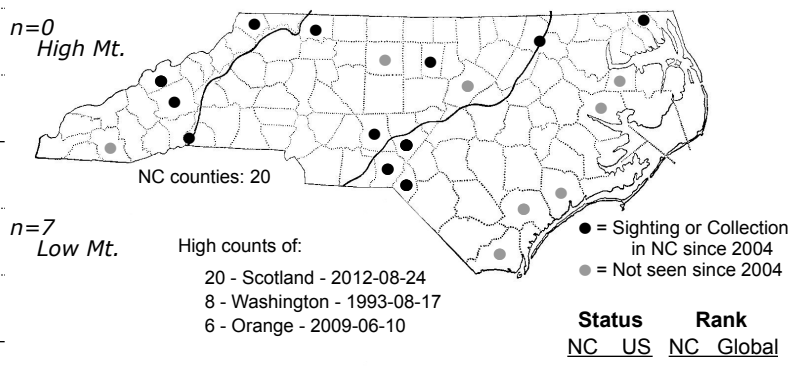 n=0
High Mt.
NC counties: 20
n=7
Low Mt.
High counts of:
20 - Scotland - 2012-08-24
8 - Washington - 1993-08-17
6 - Orange - 2009-06-10
= Sighting or Collection
in NC since 2004
= Not seen since 2004
Status Rank
NC US NC Global